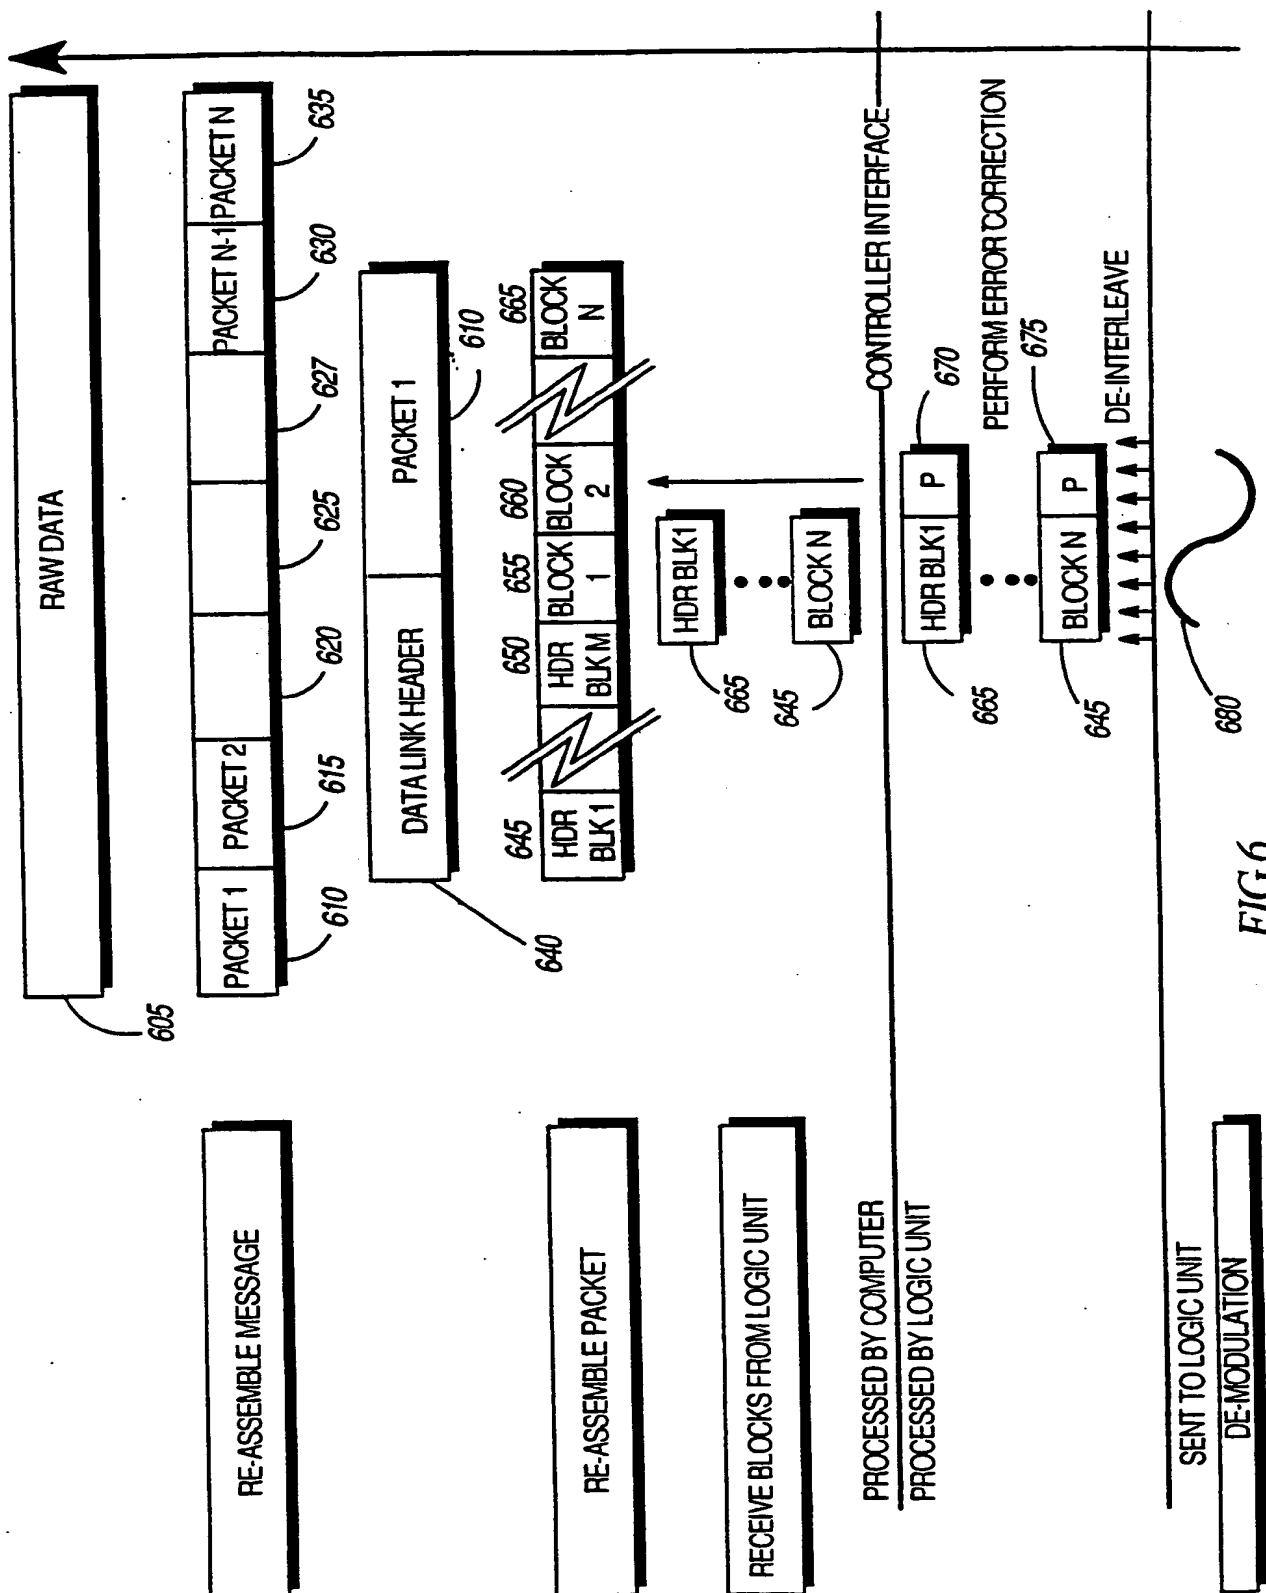 RAW DATA
605
RE-ASSEMBLE MESSAGE
PACKET 1
PACKET 2
PACKET N-1
PACKET N
610
615
620
625
627
630
635
DATA LINK HEADER
PACKET 1
640
610
RE-ASSEMBLE PACKET
645
650
655
660
665
HDR
BLK 1
HDR
BLK M
BLOCK
1
BLOCK
2
BLOCK
N
RECEIVE BLOCKS FROM LOGIC UNIT
HDR BLK1
665
BLOCK N
645
PROCESSED BY COMPUTER
CONTROLLER INTERFACE
PROCESSED BY LOGIC UNIT
HDR BLK1
P
665
670
PERFORM ERROR CORRECTION
BLOCK N
P
645
675
DE-INTERLEAVE
SENT TO LOGIC UNIT
DE-MODULATION
680
FIG 6